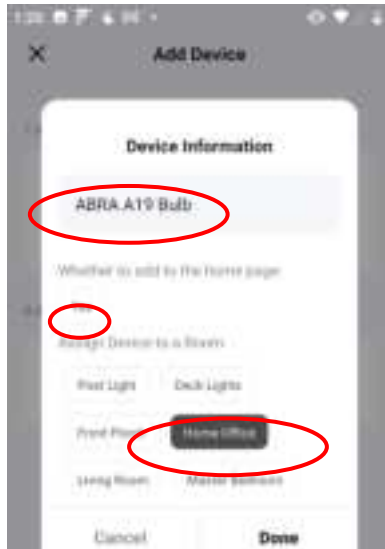 Add Device
Device Information
ABRA A19 Bulb
Whether to add to the home page
Yes
Assign Device to a Room
Pool Light Deck Lights
Front Porch Home Office
Living Room Master Bedroom
Cancel Done